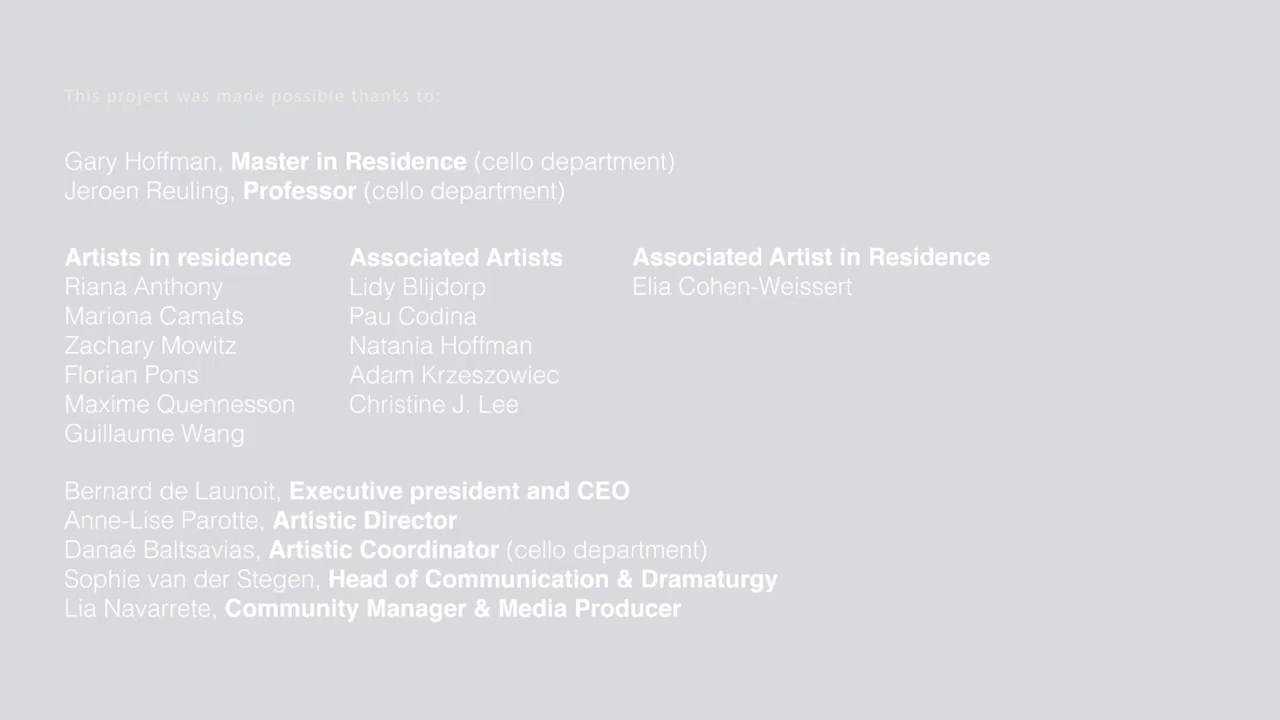 This project was made possible thanks to:
Gary Hoffman, Master in Residence (cello department)
Jeroen Reuling, Professor (cello department)
Artists in residence
Riana Anthony
Mariona Camats
Zachary Mowitz
Florian Pons
Maxime Quennesson
Guillaume Wang
Associated Artists
Lidy Blijdorp
Pau Codina
Natania Hoffman
Adam Krzeszowiec
Christine J. Lee
Associated Artist in Residence
Elia Cohen-Weissert
Bernard de Launoit, Executive president and CEO
Anne-Lise Parotte, Artistic Director
Danaé Baltsavias, Artistic Coordinator (cello department)
Sophie van der Stegen, Head of Communication & Dramaturgy
Lia Navarrete, Community Manager & Media Producer